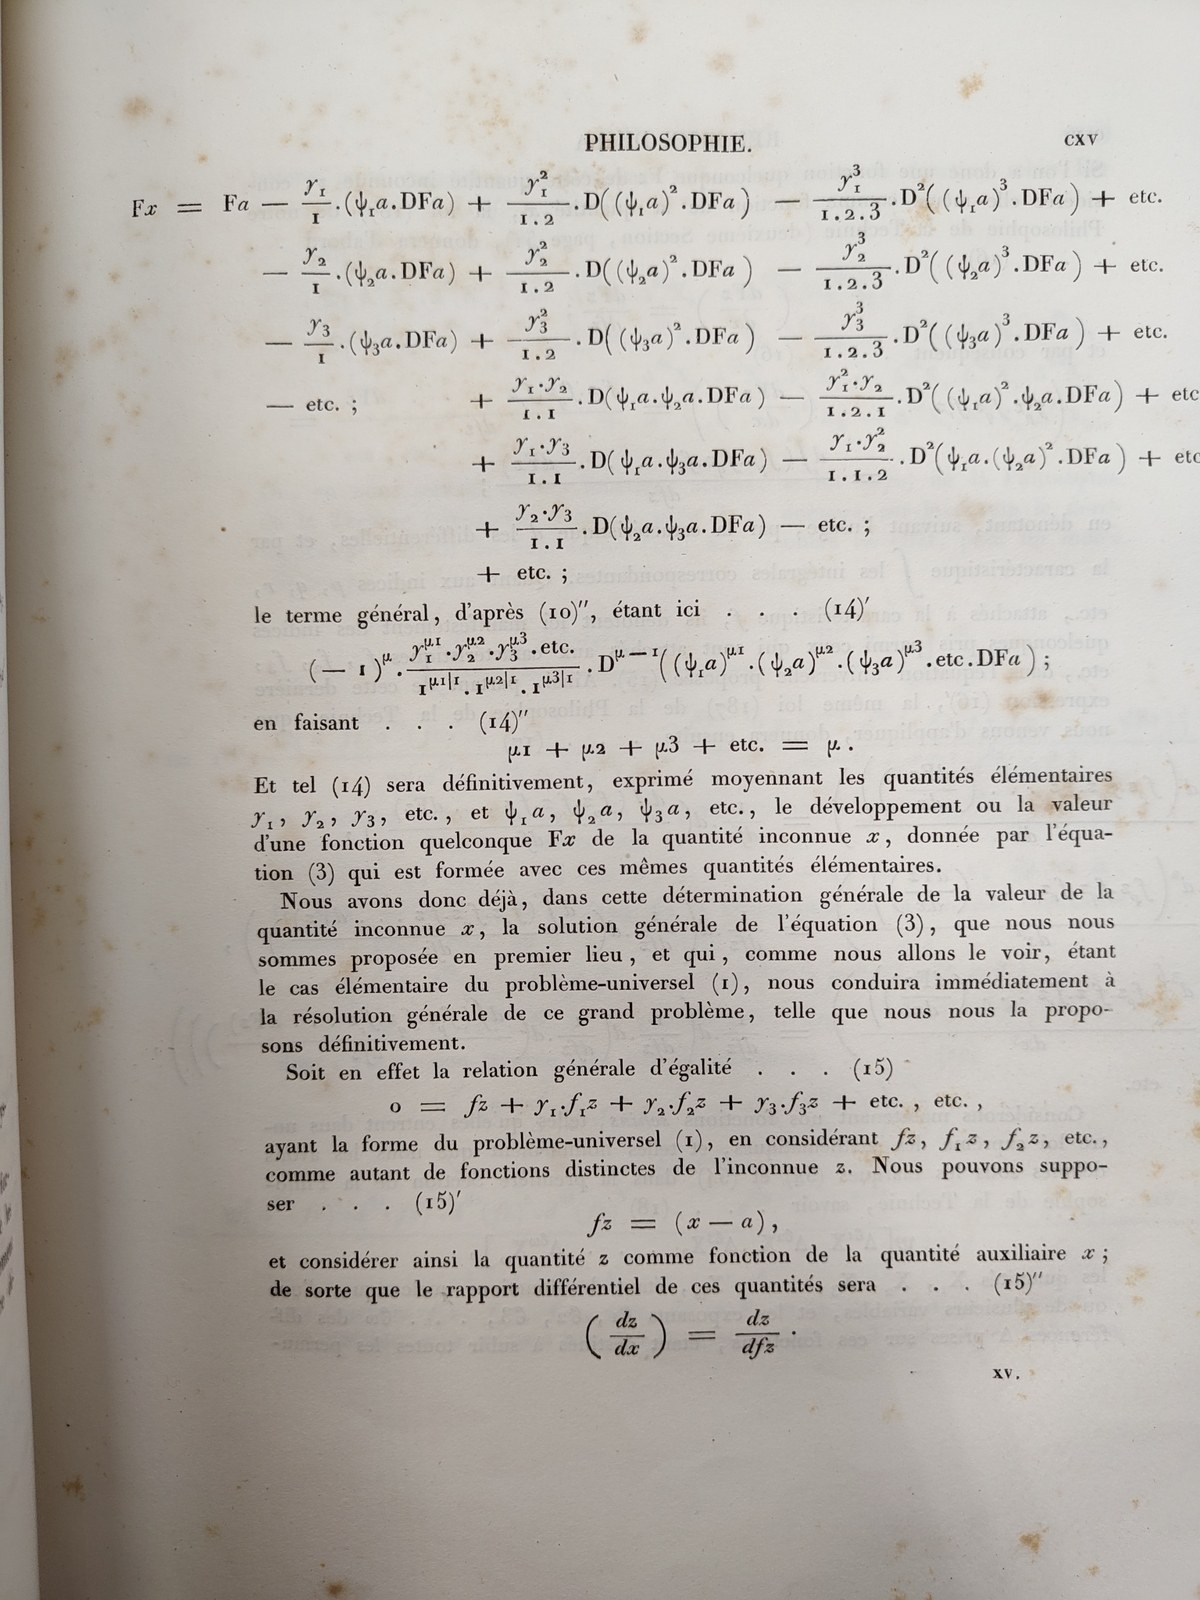 PHILOSOPHIE. CXV
Fx = Fa — y₁/1 . (ψ₁a.DFa) + y₁²/1.2 . D((ψ₁a)².DFa) — y₁³/1.2.3 . D²((ψ₁a)³.DFa) + etc.
— y₂/1 . (ψ₂a.DFa) + y₂²/1.2 . D((ψ₂a)².DFa) — y₂³/1.2.3 . D²((ψ₂a)³.DFa) + etc.
— y₃/1 . (ψ₃a.DFa) + y₃²/1.2 . D((ψ₃a)².DFa) — y₃³/1.2.3 . D²((ψ₃a)³.DFa) + etc.
— etc. ; + y₁.y₂/1.1 . D(ψ₁a.ψ₂a.DFa) — y₁².y₂/1.2.1 . D²((ψ₁a)².ψ₂a.DFa) + etc
+ y₁.y₃/1.1 . D(ψ₁a.ψ₃a.DFa) — y₁.y₂²/1.1.2 . D²(ψ₁a.(ψ₂a)².DFa) + etc
+ y₂.y₃/1.1 . D(ψ₂a.ψ₃a.DFa) — etc. ;
+ etc. ;
le terme général, d'après (10)'', étant ici . . . (14)'
(— 1)^μ . y₁^μ1 . y₂^μ2 . y₃^μ3 . etc. / 1^μ1|1 . 1^μ2|1 . 1^μ3|1 . D^μ—1((ψ₁a)^μ1 . (ψ₂a)^μ2 . (ψ₃a)^μ3 . etc. DFa) ;
en faisant . . . (14)''
μ1 + μ2 + μ3 + etc. = μ .
Et tel (14) sera définitivement, exprimé moyennant les quantités élémentaires
y₁, y₂, y₃, etc., et ψ₁a, ψ₂a, ψ₃a, etc., le développement ou la valeur
d'une fonction quelconque Fx de la quantité inconnue x, donnée par l'équa-
tion (3) qui est formée avec ces mêmes quantités élémentaires.
Nous avons donc déjà, dans cette détermination générale de la valeur de la
quantité inconnue x, la solution générale de l'équation (3), que nous nous
sommes proposée en premier lieu, et qui, comme nous allons le voir, étant
le cas élémentaire du problème-universel (1), nous conduira immédiatement à
la résolution générale de ce grand problème, telle que nous nous la propo-
sons définitivement.
Soit en effet la relation générale d'égalité . . . (15)
0 = fz + y₁.f₁z + y₂.f₂z + y₃.f₃z + etc., etc.,
ayant la forme du problème-universel (1), en considérant fz, f₁z, f₂z, etc.,
comme autant de fonctions distinctes de l'inconnue z. Nous pouvons suppo-
ser . . . (15)'
fz = (x — a),
et considérer ainsi la quantité z comme fonction de la quantité auxiliaire x ;
de sorte que le rapport différentiel de ces quantités sera . . . (15)''
(dz/dx) = dz/dfz .
XV.